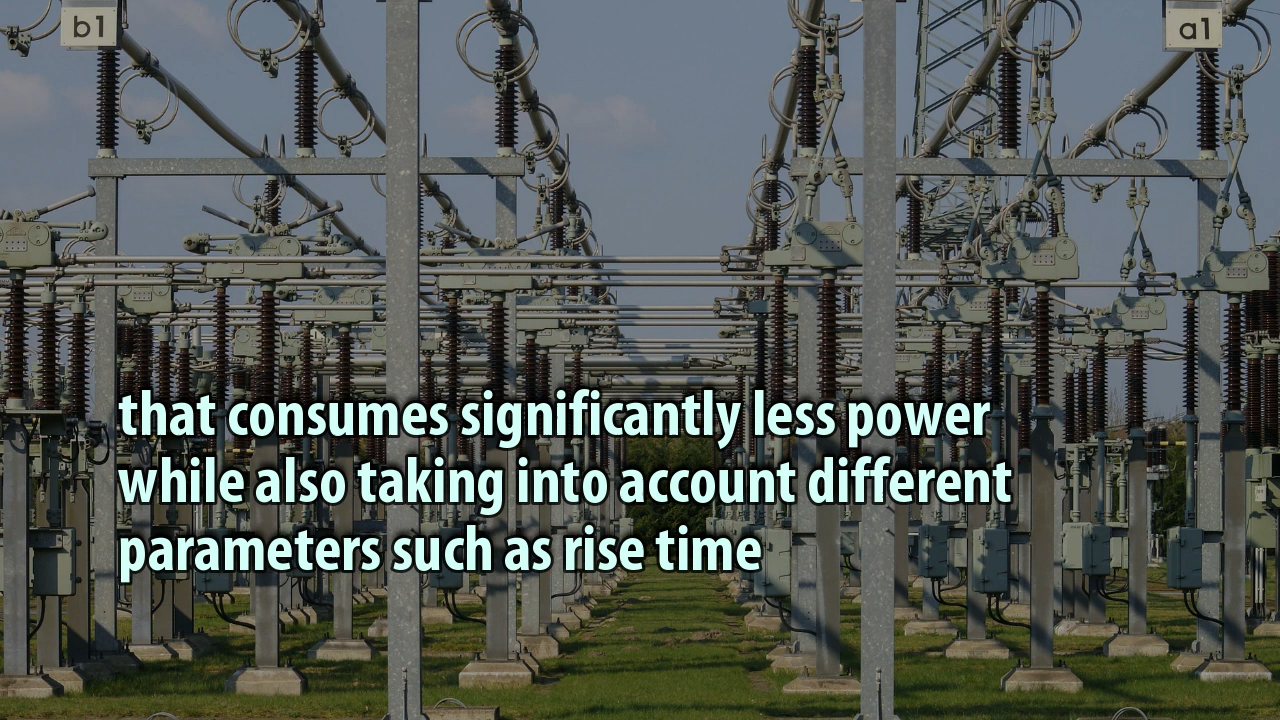 b1
a1
that consumes significantly less power
while also taking into account different
parameters such as rise time